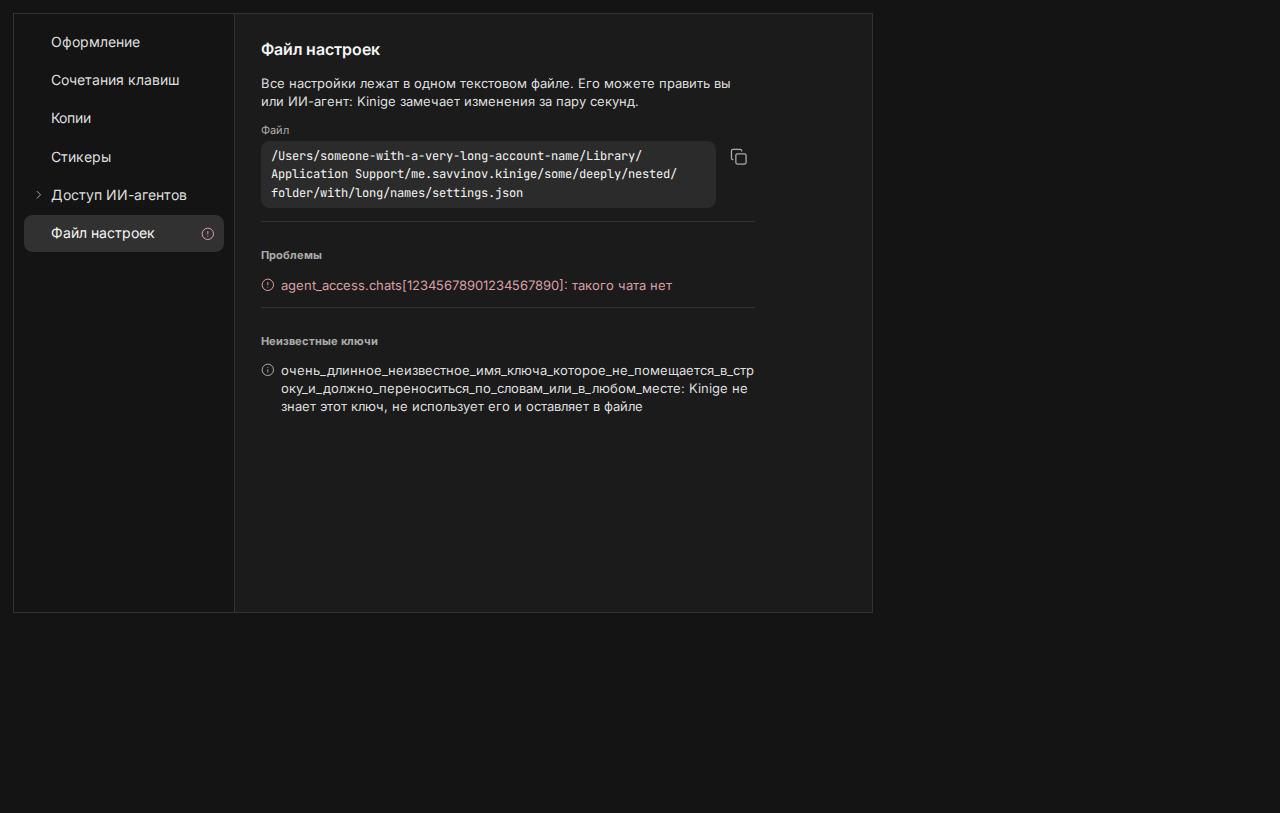 Оформление
Сочетания клавиш
Копии
Стикеры
Доступ ИИ-агентов
Файл настроек
Файл настроек
Все настройки лежат в одном текстовом файле. Его можете править вы
или ИИ-агент: Kinige замечает изменения за пару секунд.
Файл
/Users/someone-with-a-very-long-account-name/Library/
Application Support/me.savvinov.kinige/some/deeply/nested/
folder/with/long/names/settings.json
Проблемы
agent_access.chats[12345678901234567890]: такого чата нет
Неизвестные ключи
очень_длинное_неизвестное_имя_ключа_которое_не_помещается_в_стр
оку_и_должно_переноситься_по_словам_или_в_любом_месте: Kinige не
знает этот ключ, не использует его и оставляет в файле